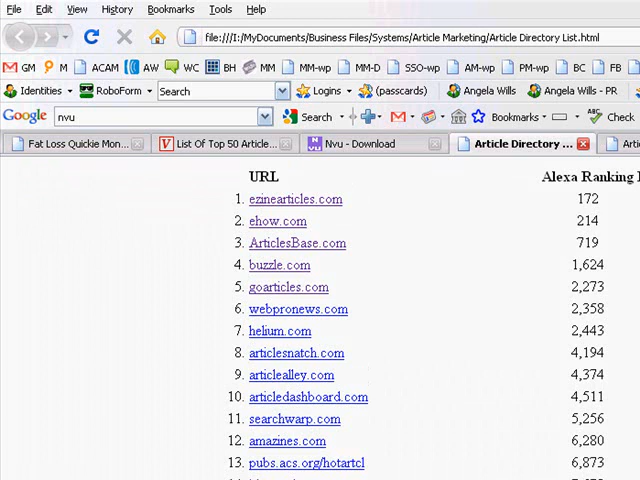 File Edit View History Bookmarks Tools Help
file:///I:/MyDocuments/Business Files/Systems/Article Marketing/Article Directory List.html
GM M ACAM AW WC BH MM MM-wp MM-D SSO-wp AM-wp PM-wp BC FB
Identities RoboForm Search Logins (passcards) Angela Wills Angela Wills - PR
Google nvu Search Bookmarks Check
Fat Loss Quickie Mon... List Of Top 50 Article... Nvu - Download Article Directory ... Arti
URL Alexa Ranking
1. ezinearticles.com 172
2. ehow.com 214
3. ArticlesBase.com 719
4. buzzle.com 1,624
5. goarticles.com 2,273
6. webpronews.com 2,358
7. helium.com 2,443
8. articlesnatch.com 4,194
9. articlealley.com 4,374
10. articledashboard.com 4,511
11. searchwarp.com 5,256
12. amazines.com 6,280
13. pubs.acs.org/hotartcl 6,873